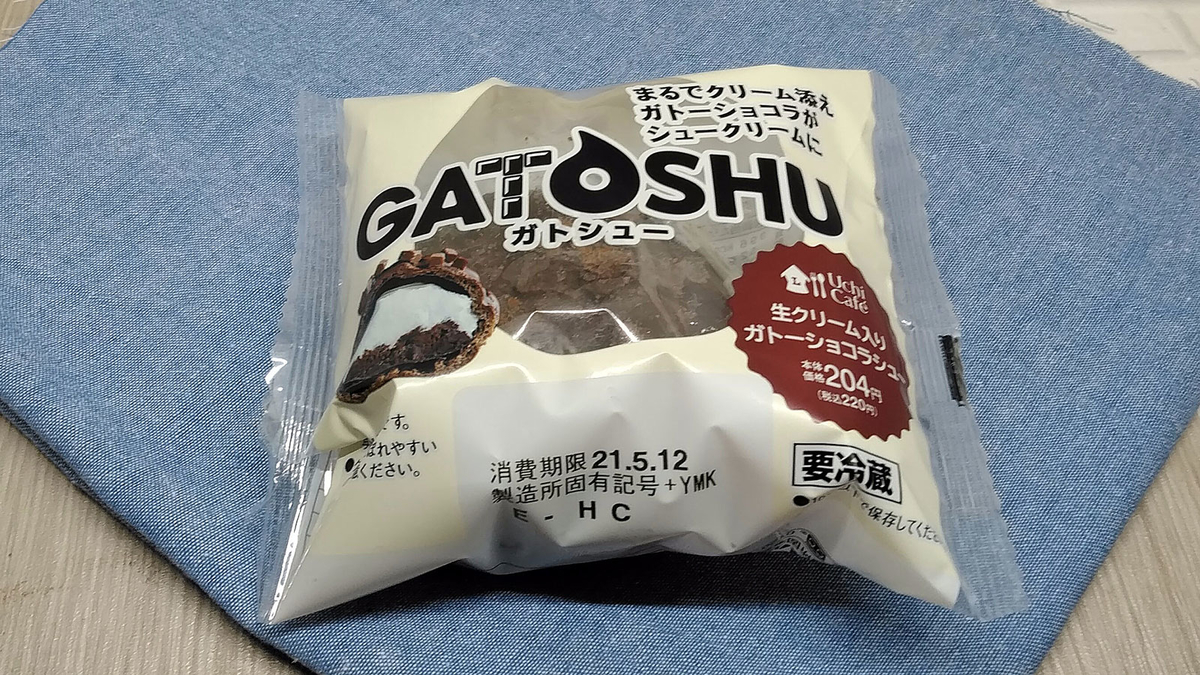 まるでクリーム添え
ガトーショコラが
シュークリームに
GATOSHU
ガトシュー
Uchi
Café
生クリーム入り
ガトーショコラシュー
本体
価格204円
(税込220円)
です。
ばれやすい
ください。
消費期限 21.5.12
製造所固有記号+YMK
E - H C
要冷蔵
保存してくだ